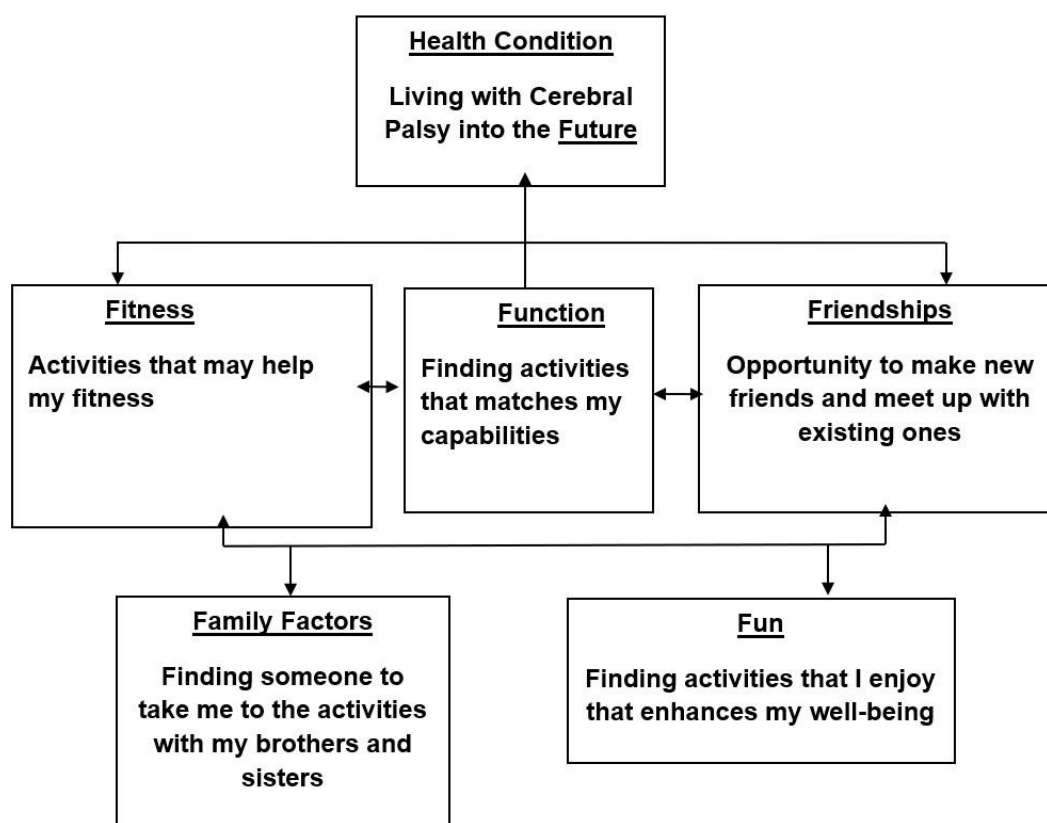 Health Condition
Living with Cerebral
Palsy into the Future
Fitness
Activities that may help
my fitness
Function
Finding activities
that matches my
capabilities
Friendships
Opportunity to make new
friends and meet up with
existing ones
Family Factors
Finding someone to
take me to the activities
with my brothers and
sisters
Fun
Finding activities that I enjoy
that enhances my well-being